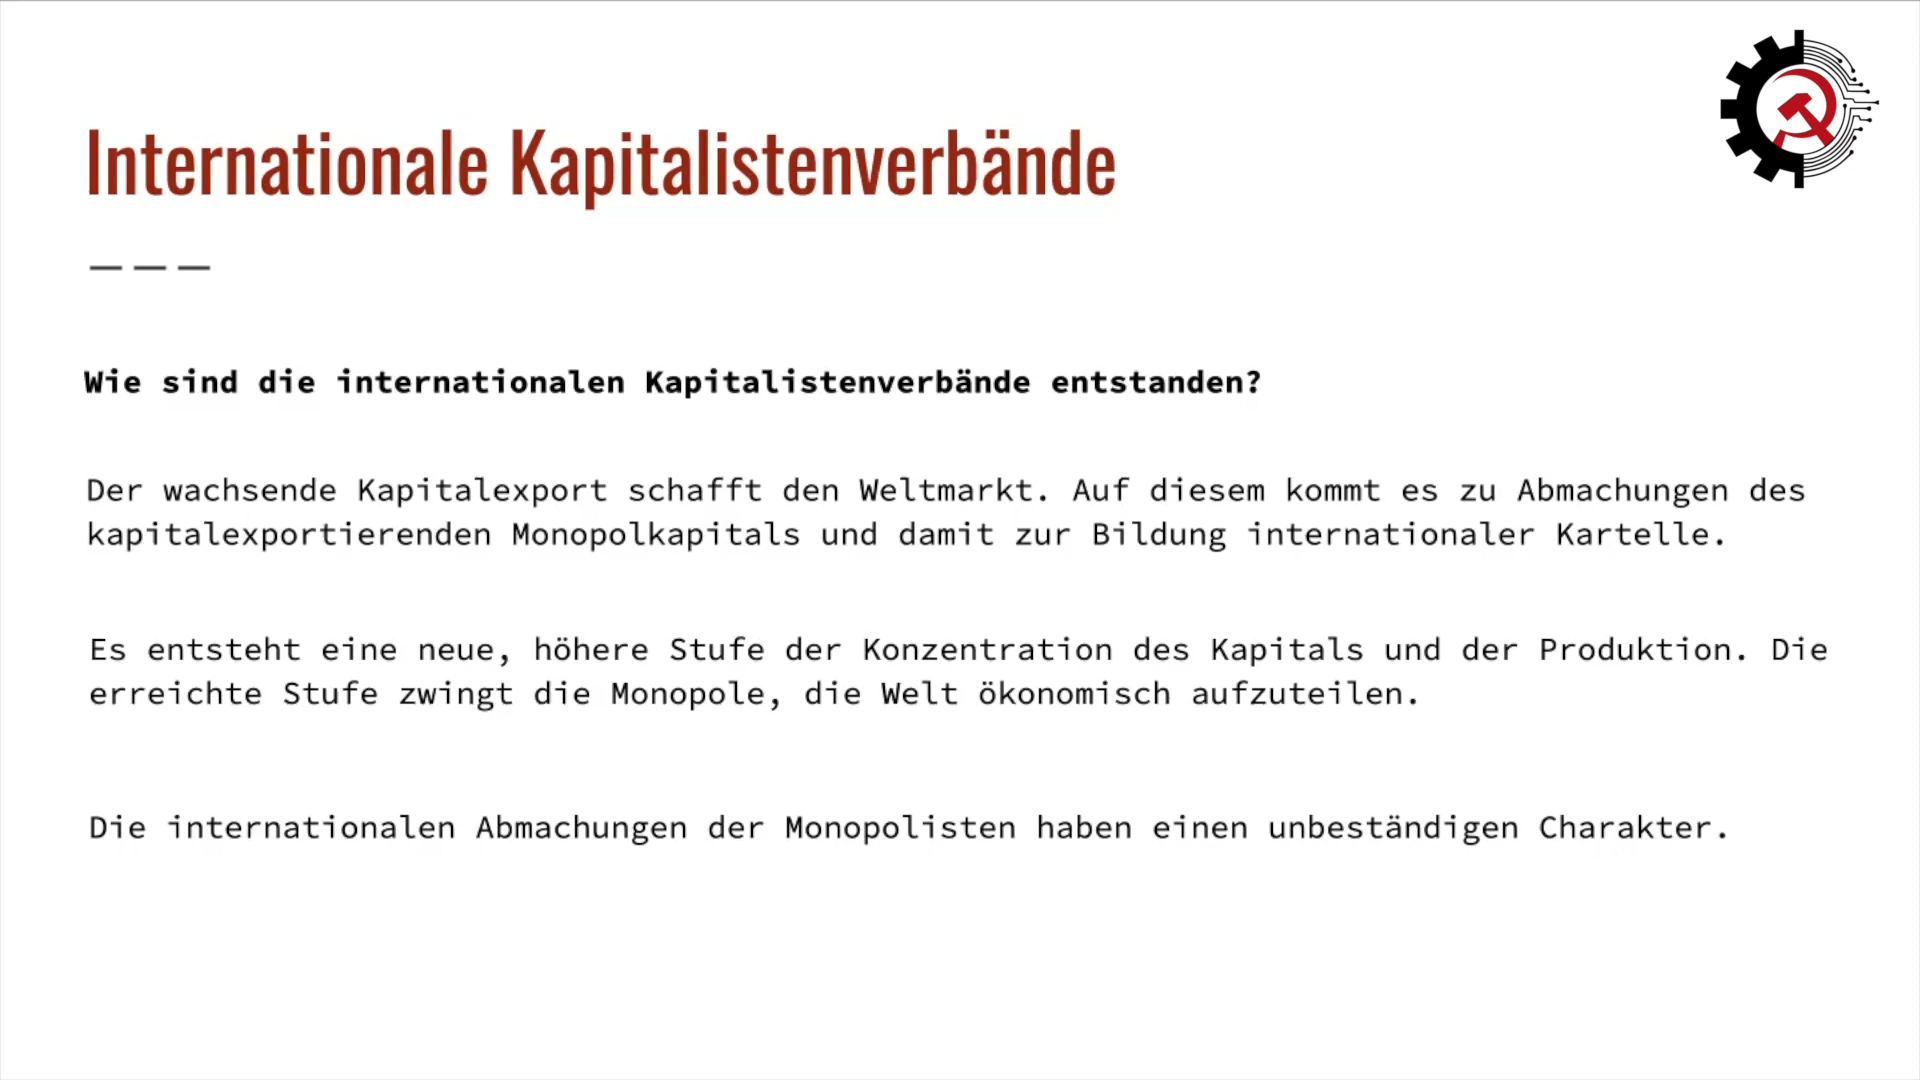 Internationale Kapitalistenverbände
Wie sind die internationalen Kapitalistenverbände entstanden?
Der wachsende Kapitalexport schafft den Weltmarkt. Auf diesem kommt es zu Abmachungen des
kapitalexportierenden Monopolkapitals und damit zur Bildung internationaler Kartelle.
Es entsteht eine neue, höhere Stufe der Konzentration des Kapitals und der Produktion. Die
erreichte Stufe zwingt die Monopole, die Welt ökonomisch aufzuteilen.
Die internationalen Abmachungen der Monopolisten haben einen unbeständigen Charakter.